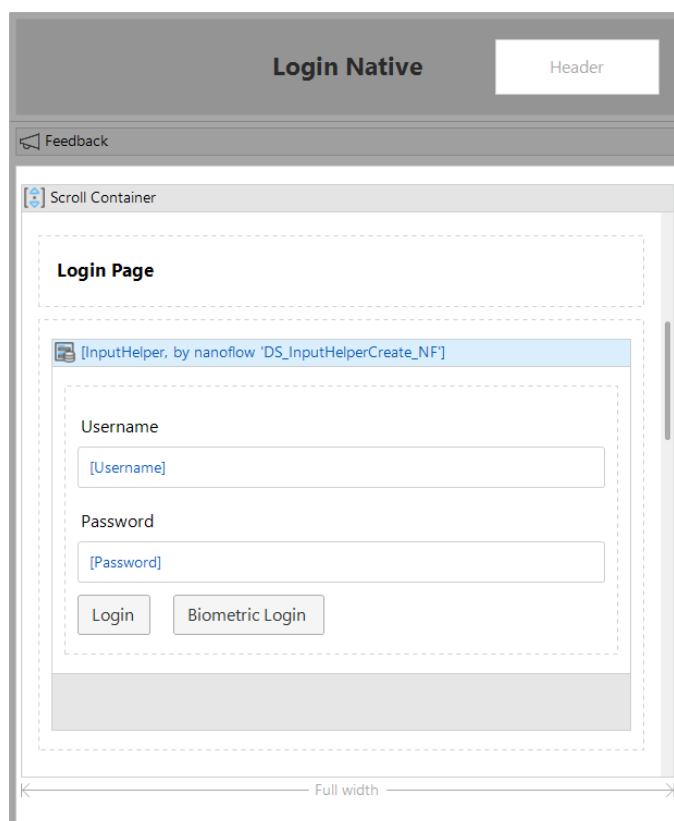 Login Native
Header
Feedback
Scroll Container
Login Page
[InputHelper, by nanoflow 'DS_InputHelperCreate_NF']
Username
[Username]
Password
[Password]
Login Biometric Login
Full width